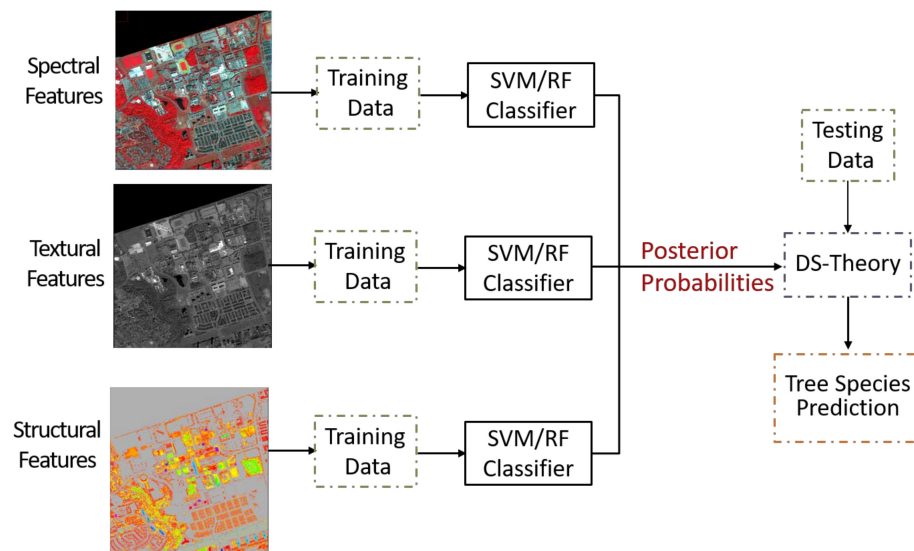 Spectral
Features
Training
Data
SVM/RF
Classifier
Textural
Features
Training
Data
SVM/RF
Classifier
Structural
Features
Training
Data
SVM/RF
Classifier
Posterior
Probabilities
Testing
Data
DS-Theory
Tree Species
Prediction